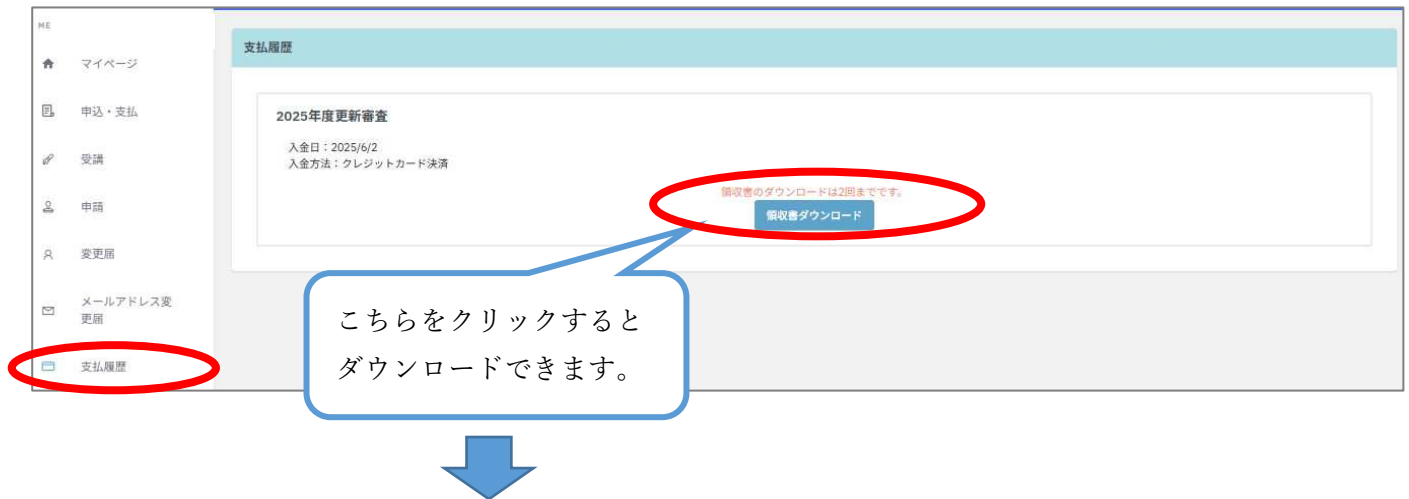 ME
マイページ
申込・支払
受講
申請
変更届
メールアドレス変
更届
支払履歴
支払履歴
2025年度更新審査
入金日：2025/6/2
入金方法：クレジットカード決済
領収書のダウンロードは2回までです。
領収書ダウンロード
こちらをクリックすると
ダウンロードできます。